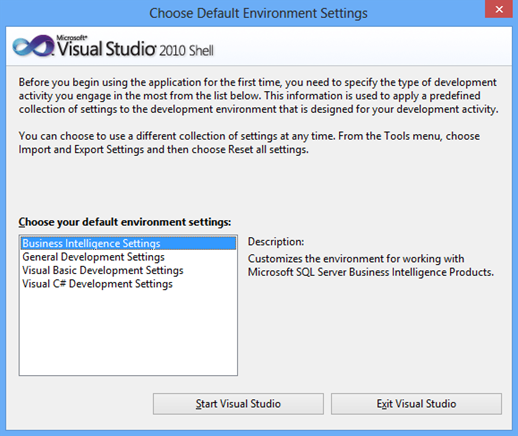 Choose Default Environment Settings
Microsoft®
Visual Studio® 2010 Shell
Before you begin using the application for the first time, you need to specify the type of development
activity you engage in the most from the list below. This information is used to apply a predefined
collection of settings to the development environment that is designed for your development activity.
You can choose to use a different collection of settings at any time. From the Tools menu, choose
Import and Export Settings and then choose Reset all settings.
Choose your default environment settings:
Business Intelligence Settings
General Development Settings
Visual Basic Development Settings
Visual C# Development Settings
Description:
Customizes the environment for working with
Microsoft SQL Server Business Intelligence Products.
Start Visual Studio
Exit Visual Studio